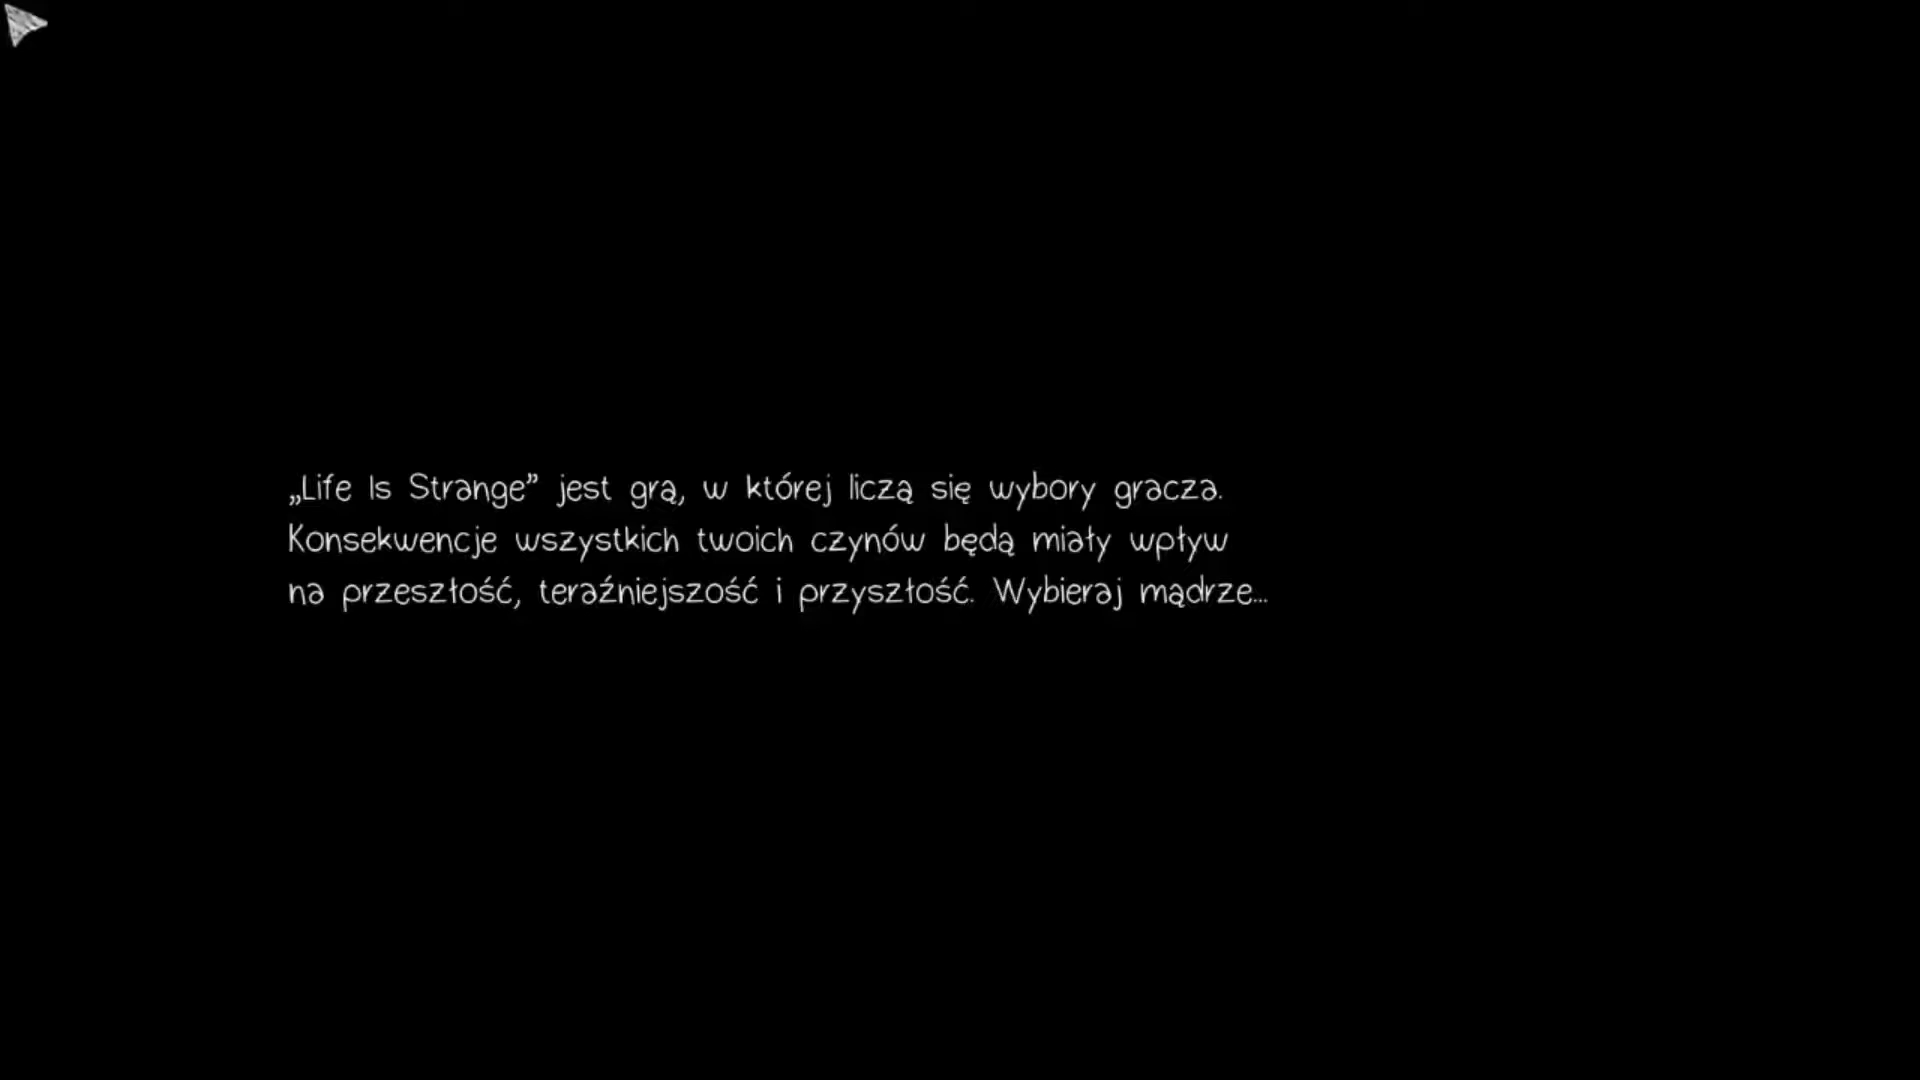 „Life Is Strange” jest grą, w której liczą się wybory gracza.
Konsekwencje wszystkich twoich czynów będą miały wpływ
na przeszłość, teraźniejszość i przyszłość. Wybieraj mądrze...